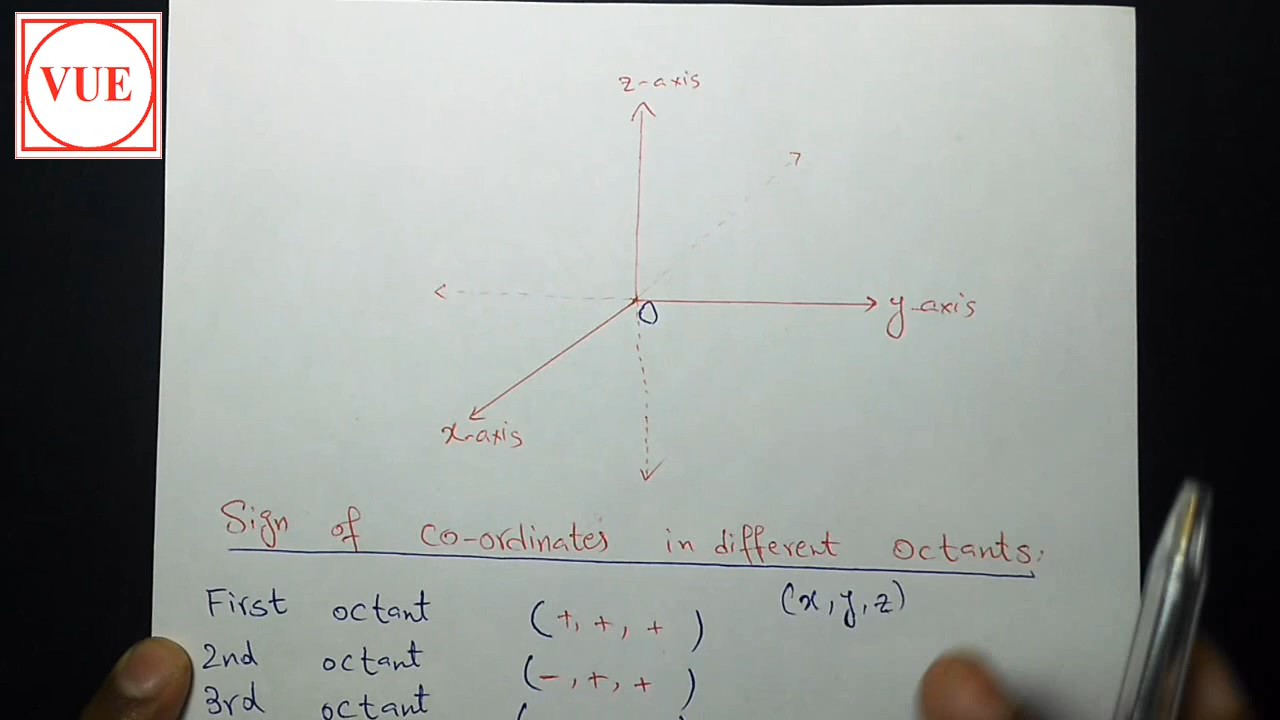 VUE
z-axis
O
y-axis
x-axis
Sign of co-ordinates in different octants:
First octant (+, +, +) (x, y, z)
2nd octant (-, +, +)
3rd octant (